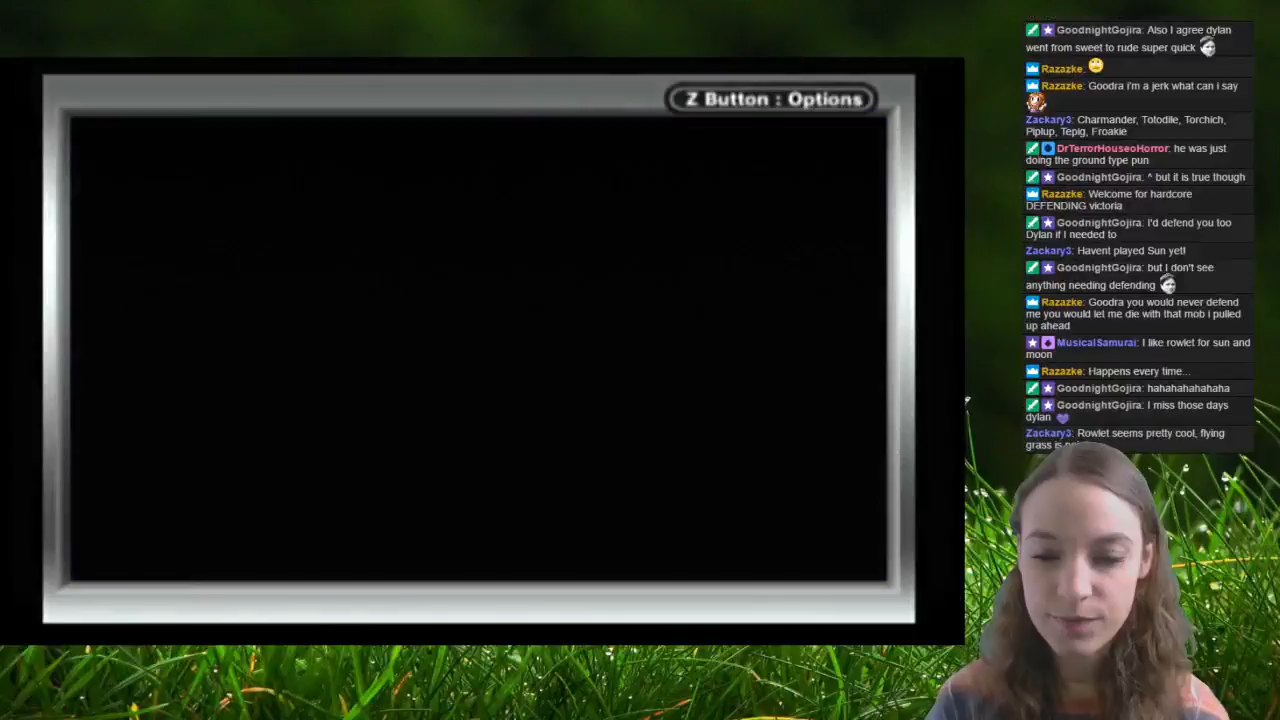 Z Button : Options
GoodnightGojira: Also I agree dylan
went from sweet to rude super quick
Razazke:
Razazke: Goodra i'm a jerk what can i say
Zackary3: Charmander, Totodile, Torchich,
Piplup, Tepig, Froakie
DrTerrorHouseoHorror: he was just
doing the ground type pun
GoodnightGojira: ^ but it is true though
Razazke: Welcome for hardcore
DEFENDING victoria
GoodnightGojira: I'd defend you too
Dylan if I needed to
Zackary3: Havent played Sun yet!
GoodnightGojira: but I don't see
anything needing defending
Razazke: Goodra you would never defend
me you would let me die with that mob i pulled
up ahead
MusicalSamurai: I like rowlet for sun and
moon
Razazke: Happens every time...
GoodnightGojira: hahahahahahaha
GoodnightGojira: I miss those days
dylan
Zackary3: Rowlet seems pretty cool, flying
grass is